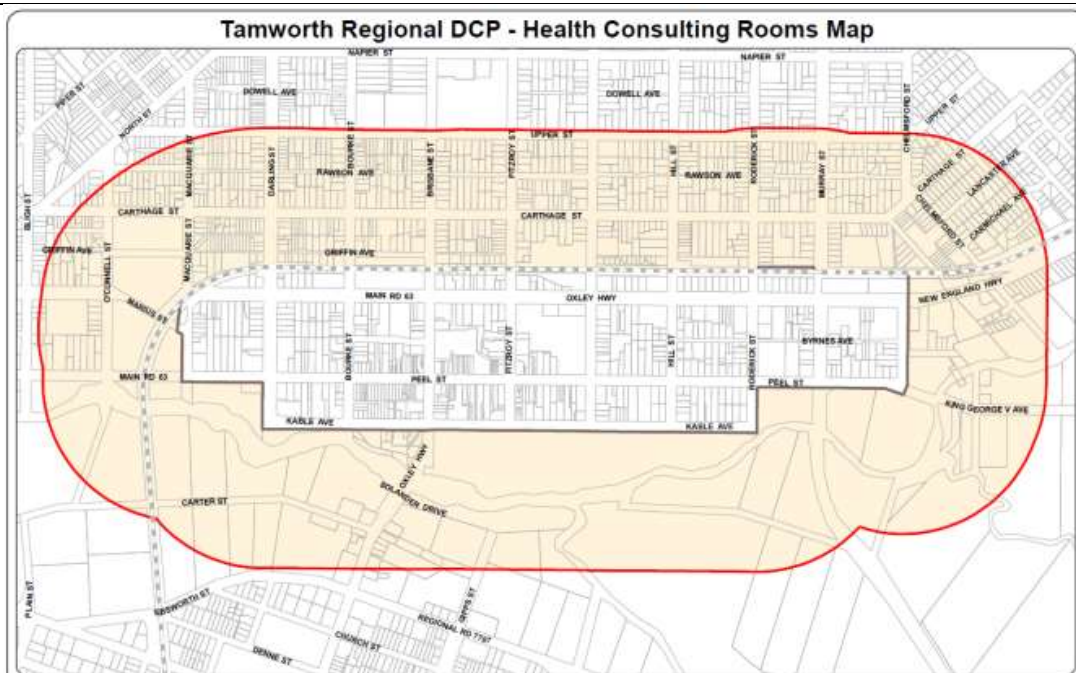 Tamworth Regional DCP - Health Consulting Rooms Map
NAPIER ST
NAPIER ST
PIPER ST
DOWELL AVE
DOWELL AVE
NORTH ST
CHELMSFORD ST
UPPER ST
UPPER ST
MACQUARIE ST
DARLING ST
BOURKE ST
RAWSON AVE
BRISBANE ST
FITZROY ST
HILL ST
RAWSON AVE
RODERICK ST
MURRAY ST
CARTHAGE ST
LANCASTER AVE
BLIGH ST
CARTHAGE ST
CARTHAGE ST
CHELMSFORD ST
CARMICHAEL AVE
GRIFFIN AVE
O'CONNELL ST
MACQUARIE ST
GRIFFIN AVE
MARIUS ST
MAIN RD 63
OXLEY HWY
NEW ENGLAND HWY
BOURKE ST
FITZROY ST
HILL ST
RODERICK ST
BYRNES AVE
MAIN RD 63
PEEL ST
PEEL ST
KING GEORGE V AVE
KABLE AVE
KABLE AVE
OXLEY HWY
CARTER ST
SOLANDER DRIVE
PLAIN ST
EBSWORTH ST
GIPPS ST
CHURCH ST
DENNE ST